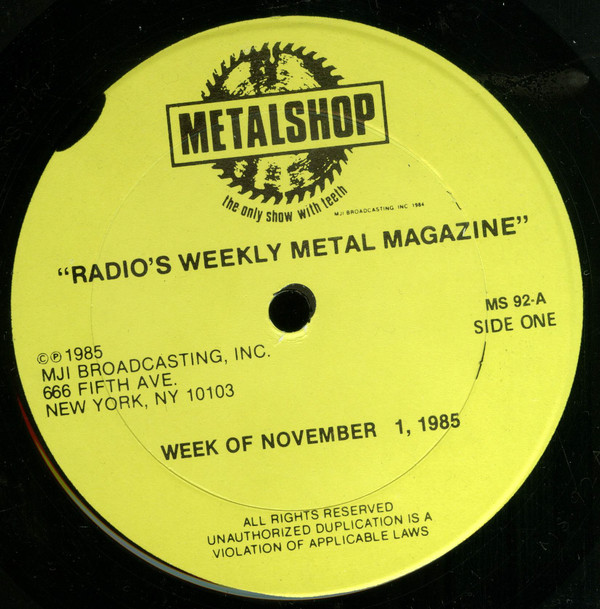 METALSHOP
the only show with teeth
MJI BROADCASTING INC 1984
"RADIO'S WEEKLY METAL MAGAZINE"
MS 92-A
SIDE ONE
©℗1985
MJI BROADCASTING, INC.
666 FIFTH AVE.
NEW YORK, NY 10103
WEEK OF NOVEMBER 1, 1985
ALL RIGHTS RESERVED
UNAUTHORIZED DUPLICATION IS A
VIOLATION OF APPLICABLE LAWS